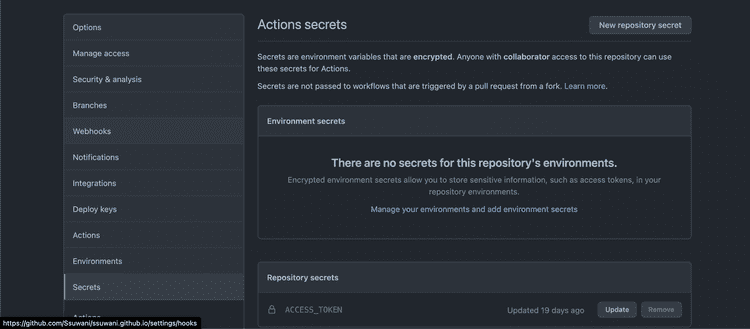 Options
Manage access
Security & analysis
Branches
Webhooks
Notifications
Integrations
Deploy keys
Actions
Environments
Secrets
Actions
https://github.com/Ssuwani/ssuwani.github.io/settings/hooks
Actions secrets
New repository secret
Secrets are environment variables that are encrypted. Anyone with collaborator access to this repository can use
these secrets for Actions.
Secrets are not passed to workflows that are triggered by a pull request from a fork. Learn more.
Environment secrets
There are no secrets for this repository's environments.
Encrypted environment secrets allow you to store sensitive information, such as access tokens, in your
repository environments.
Manage your environments and add environment secrets
Repository secrets
ACCESS_TOKEN
Updated 19 days ago
Update
Remove